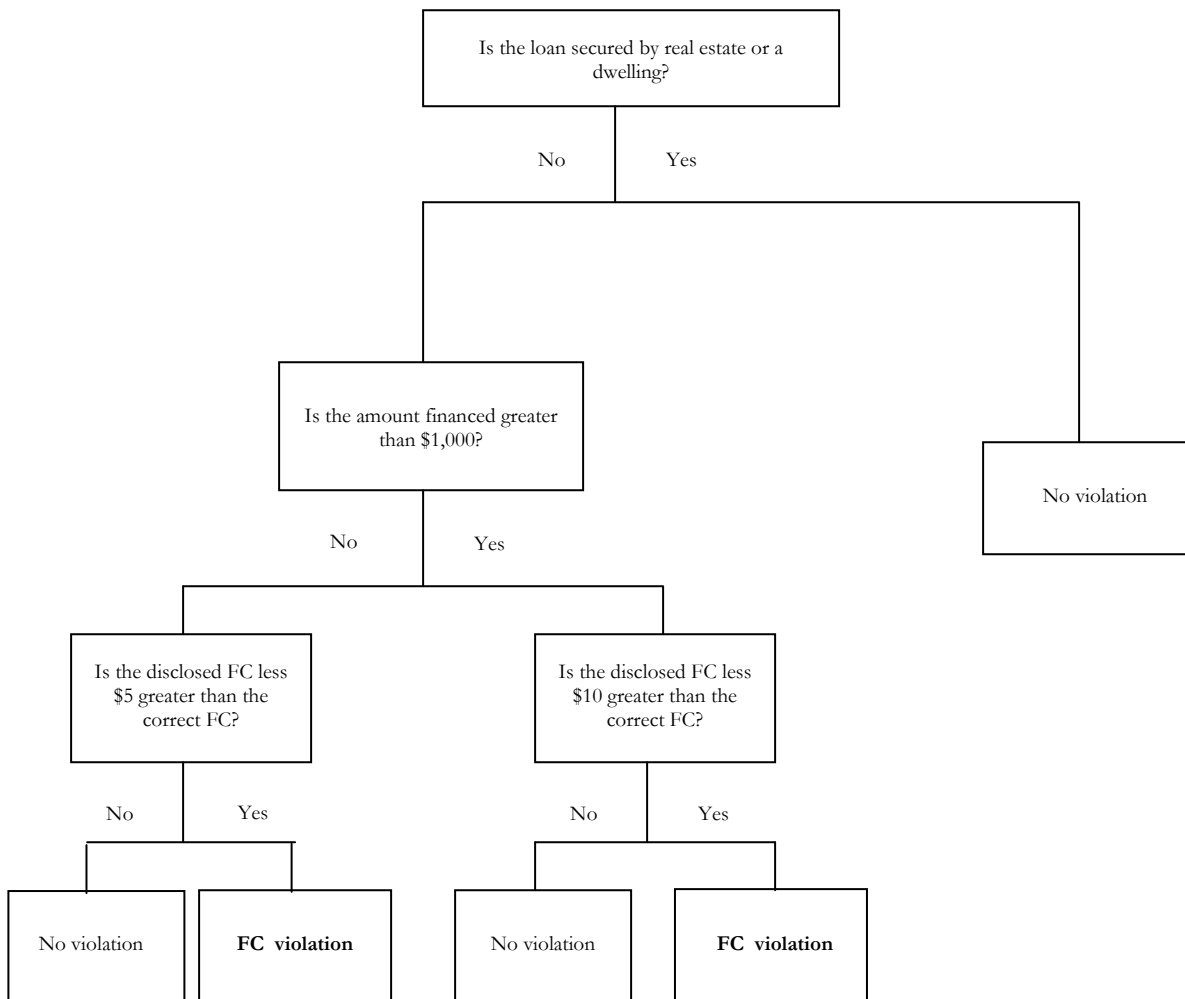 Is the loan secured by real estate or a
dwelling?
No
Yes
Is the amount financed greater
than $1,000?
No violation
No
Yes
Is the disclosed FC less
$5 greater than the
correct FC?
Is the disclosed FC less
$10 greater than the
correct FC?
No
Yes
No
Yes
No violation
FC violation
No violation
FC violation